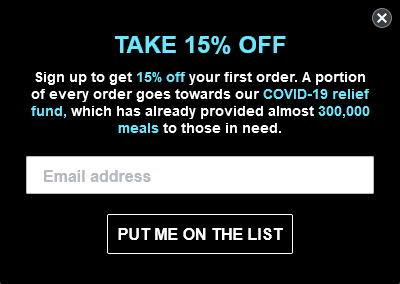 TAKE 15% OFF
Sign up to get 15% off your first order. A portion
of every order goes towards our COVID-19 relief
fund, which has already provided almost 300,000
meals to those in need.
Email address
PUT ME ON THE LIST